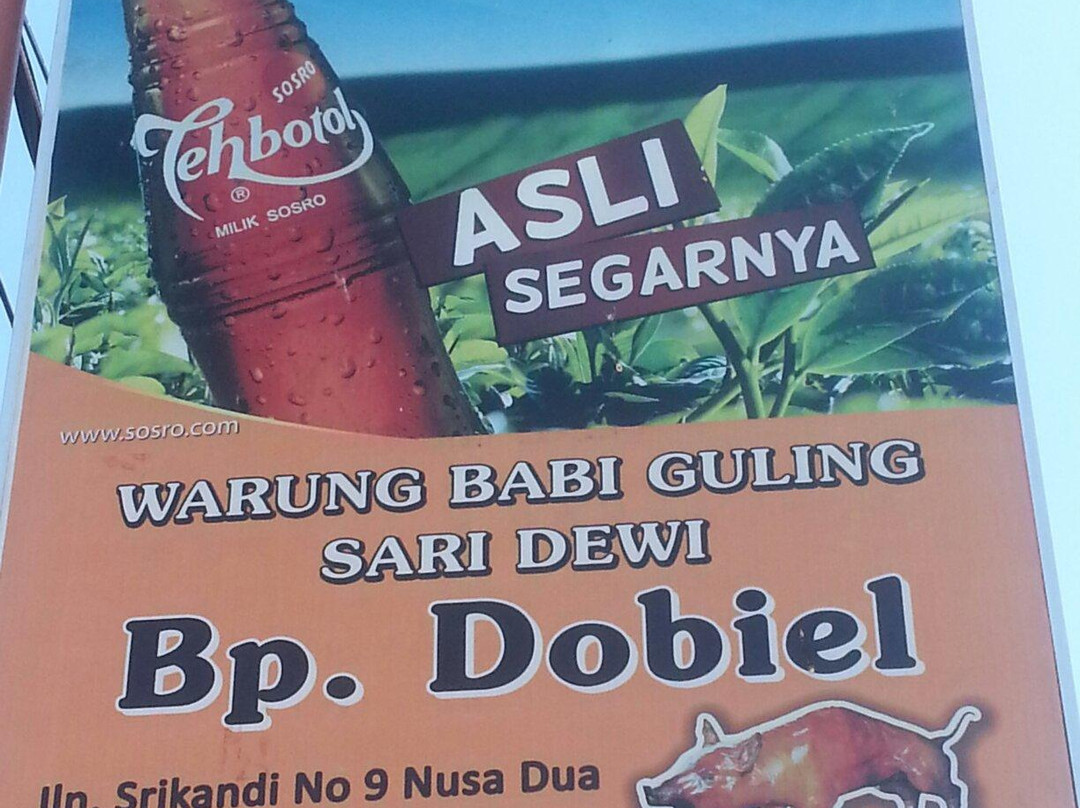 SOSRO
Tehbotol
®
MILIK SOSRO
ASLI
SEGARNYA
www.sosro.com
WARUNG BABI GULING
SARI DEWI
Bp. Dobiel
Jln. Srikandi No 9 Nusa Dua